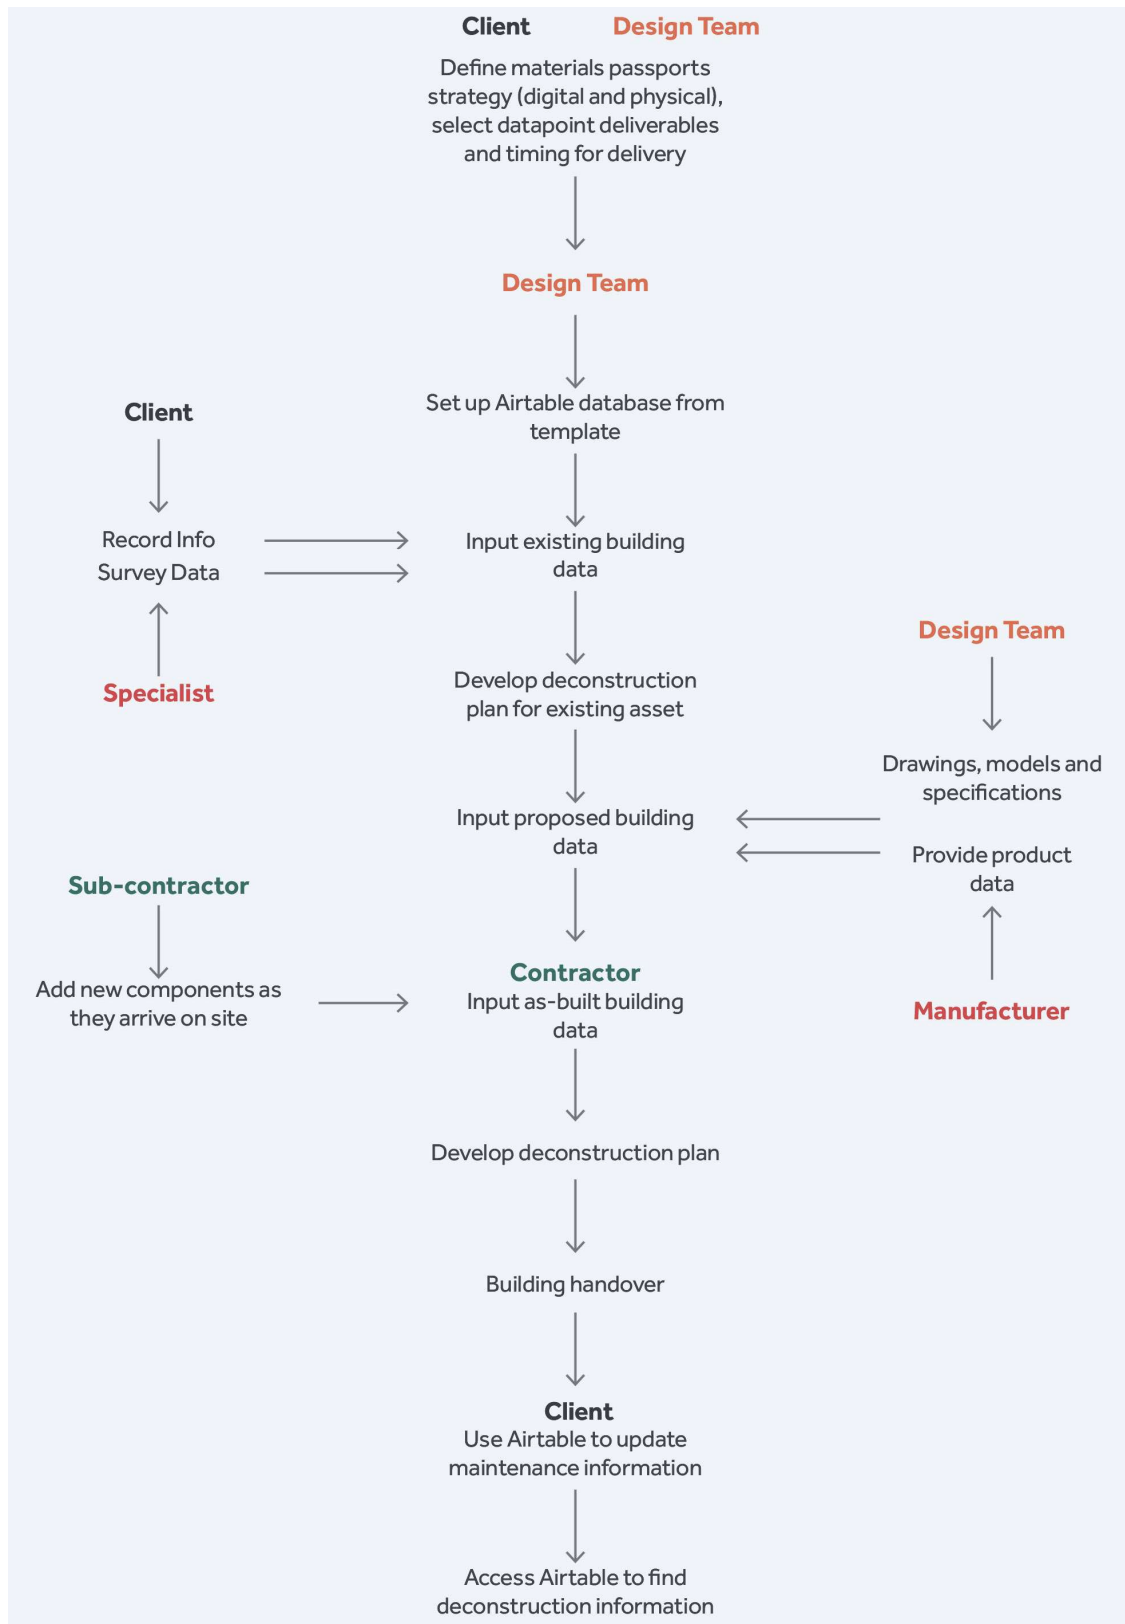 Client Design Team
Define materials passports
strategy (digital and physical),
select datapoint deliverables
and timing for delivery
Design Team
Set up Airtable database from
template
Client
Record Info
Survey Data
Specialist
Input existing building
data
Develop deconstruction
plan for existing asset
Design Team
Drawings, models and
specifications
Provide product
data
Manufacturer
Input proposed building
data
Sub-contractor
Add new components as
they arrive on site
Contractor
Input as-built building
data
Develop deconstruction plan
Building handover
Client
Use Airtable to update
maintenance information
Access Airtable to find
deconstruction information